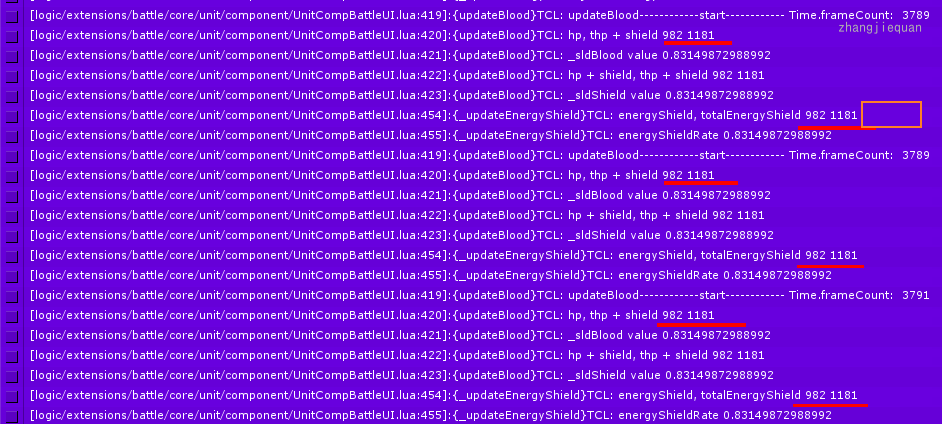 [logic/extensions/battle/core/unit/component/UnitCompBattleUI.lua:419]:{updateBlood}TCL: updateBlood------------start------------ Time.frameCount: 3789
zhangjiequan
[logic/extensions/battle/core/unit/component/UnitCompBattleUI.lua:420]:{updateBlood}TCL: hp, thp + shield 982 1181
[logic/extensions/battle/core/unit/component/UnitCompBattleUI.lua:421]:{updateBlood}TCL: _sldBlood value 0.83149872988992
[logic/extensions/battle/core/unit/component/UnitCompBattleUI.lua:422]:{updateBlood}TCL: hp + shield, thp + shield 982 1181
[logic/extensions/battle/core/unit/component/UnitCompBattleUI.lua:423]:{updateBlood}TCL: _sldShield value 0.83149872988992
[logic/extensions/battle/core/unit/component/UnitCompBattleUI.lua:454]:{_updateEnergyShield}TCL: energyShield, totalEnergyShield 982 1181
[logic/extensions/battle/core/unit/component/UnitCompBattleUI.lua:455]:{_updateEnergyShield}TCL: energyShieldRate 0.83149872988992
[logic/extensions/battle/core/unit/component/UnitCompBattleUI.lua:419]:{updateBlood}TCL: updateBlood------------start------------ Time.frameCount: 3789
[logic/extensions/battle/core/unit/component/UnitCompBattleUI.lua:420]:{updateBlood}TCL: hp, thp + shield 982 1181
[logic/extensions/battle/core/unit/component/UnitCompBattleUI.lua:421]:{updateBlood}TCL: _sldBlood value 0.83149872988992
[logic/extensions/battle/core/unit/component/UnitCompBattleUI.lua:422]:{updateBlood}TCL: hp + shield, thp + shield 982 1181
[logic/extensions/battle/core/unit/component/UnitCompBattleUI.lua:423]:{updateBlood}TCL: _sldShield value 0.83149872988992
[logic/extensions/battle/core/unit/component/UnitCompBattleUI.lua:454]:{_updateEnergyShield}TCL: energyShield, totalEnergyShield 982 1181
[logic/extensions/battle/core/unit/component/UnitCompBattleUI.lua:455]:{_updateEnergyShield}TCL: energyShieldRate 0.83149872988992
[logic/extensions/battle/core/unit/component/UnitCompBattleUI.lua:419]:{updateBlood}TCL: updateBlood------------start------------ Time.frameCount: 3791
[logic/extensions/battle/core/unit/component/UnitCompBattleUI.lua:420]:{updateBlood}TCL: hp, thp + shield 982 1181
[logic/extensions/battle/core/unit/component/UnitCompBattleUI.lua:421]:{updateBlood}TCL: _sldBlood value 0.83149872988992
[logic/extensions/battle/core/unit/component/UnitCompBattleUI.lua:422]:{updateBlood}TCL: hp + shield, thp + shield 982 1181
[logic/extensions/battle/core/unit/component/UnitCompBattleUI.lua:423]:{updateBlood}TCL: _sldShield value 0.83149872988992
[logic/extensions/battle/core/unit/component/UnitCompBattleUI.lua:454]:{_updateEnergyShield}TCL: energyShield, totalEnergyShield 982 1181
[logic/extensions/battle/core/unit/component/UnitCompBattleUI.lua:455]:{_updateEnergyShield}TCL: energyShieldRate 0.83149872988992